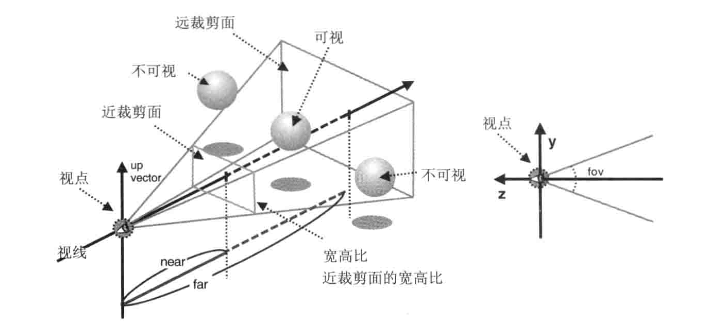 远裁剪面
可视
不可视
近裁剪面
视点
up
vector
视点
y
fov
z
不可视
视线
near
far
宽高比
近裁剪面的宽高比